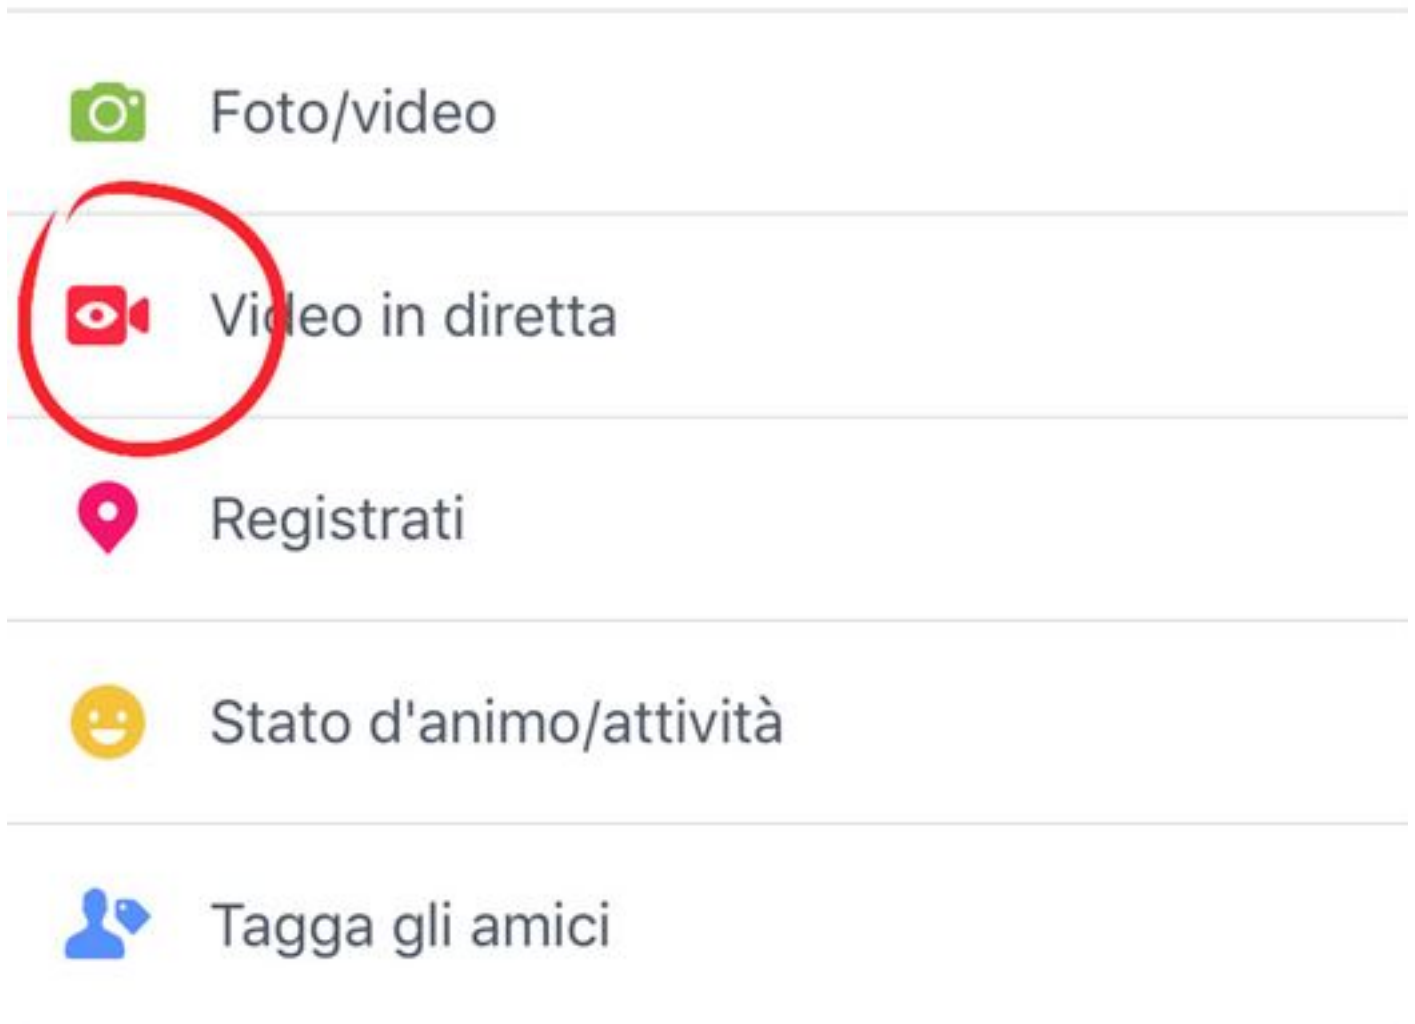 Foto/video
Video in diretta
Registrati
Stato d'animo/attività
Tagga gli amici